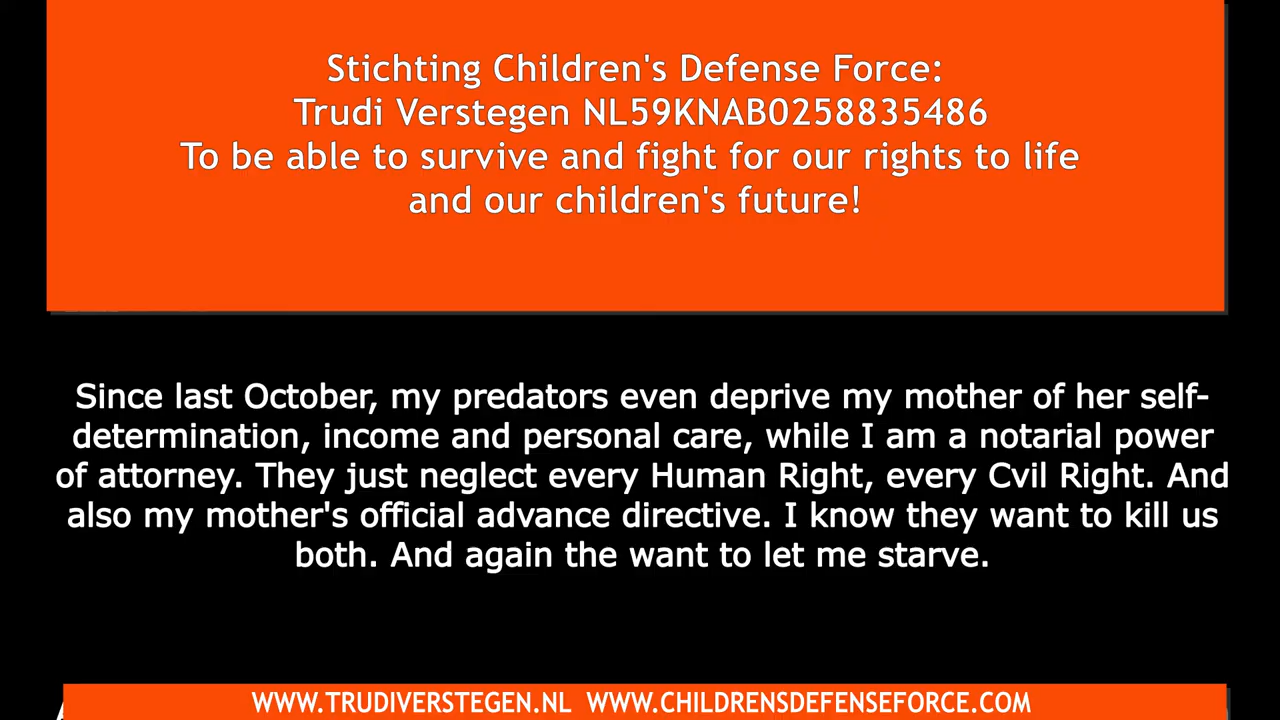 Stichting Children's Defense Force:
Trudi Verstegen NL59KNAB0258835486
To be able to survive and fight for our rights to life
and our children's future!
Since last October, my predators even deprive my mother of her self-
determination, income and personal care, while I am a notarial power
of attorney. They just neglect every Human Right, every Cvil Right. And
also my mother's official advance directive. I know they want to kill us
both. And again the want to let me starve.
WWW.TRUDIVERSTEGEN.NL WWW.CHILDRENSDEFENSEFORCE.COM